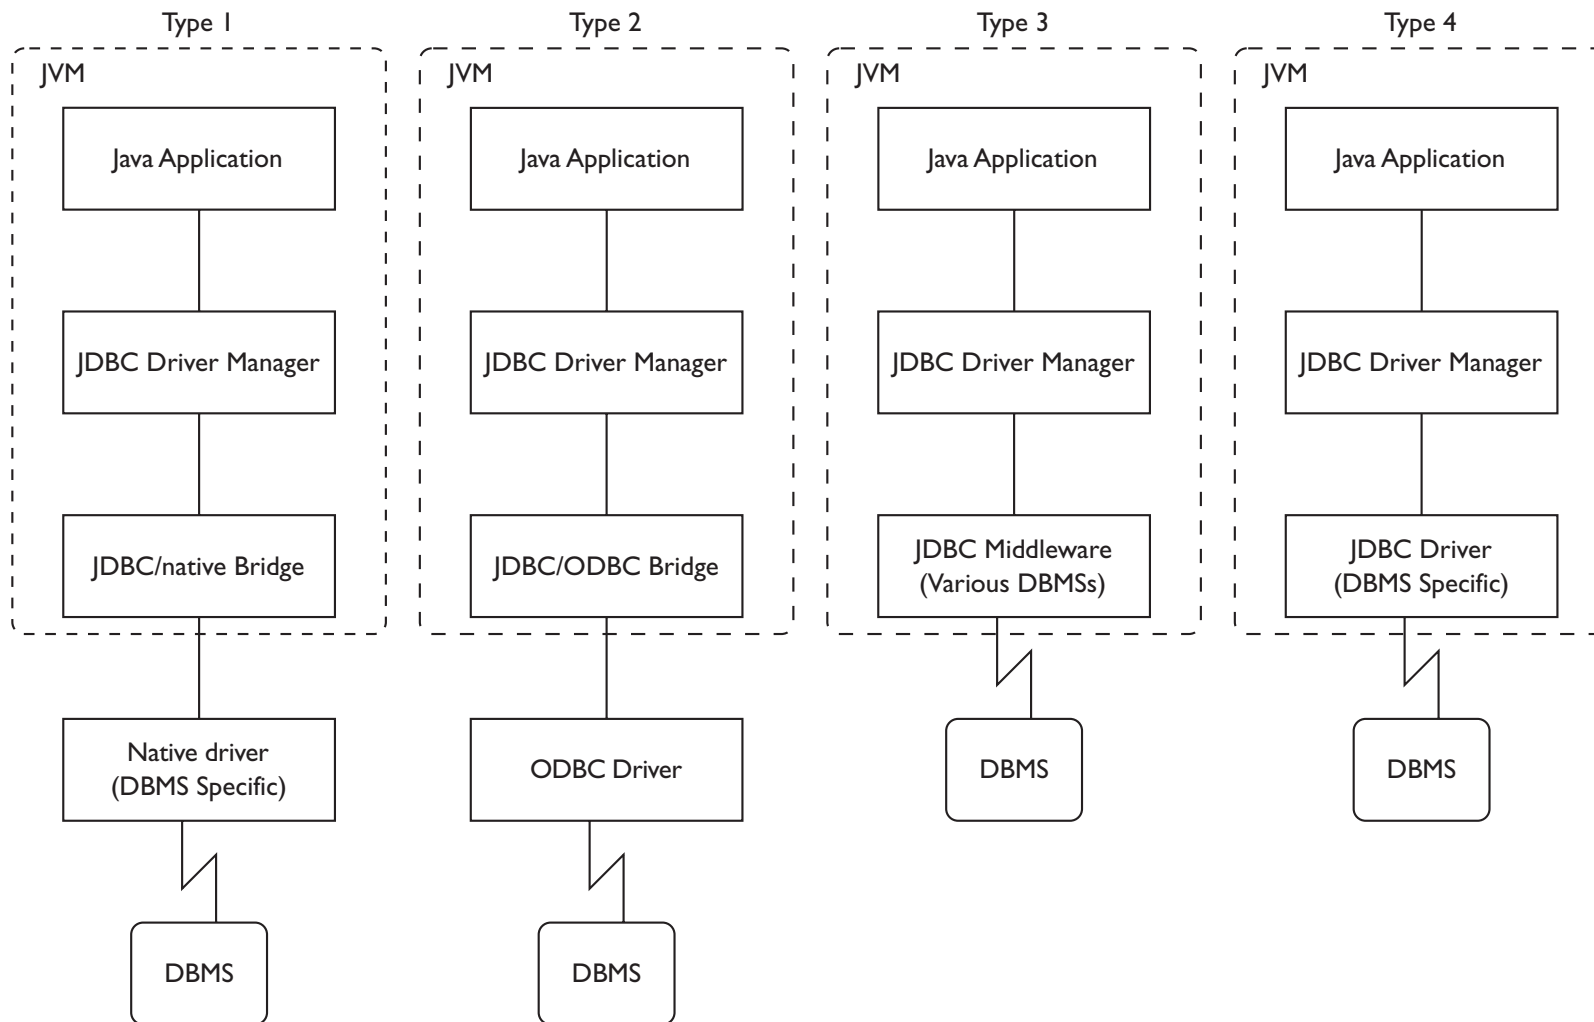 Type 1
Type 2
Type 3
Type 4
JVM
JVM
JVM
JVM
Java Application
Java Application
Java Application
Java Application
JDBC Driver Manager
JDBC Driver Manager
JDBC Driver Manager
JDBC Driver Manager
JDBC/native Bridge
JDBC/ODBC Bridge
JDBC Middleware
(Various DBMSs)
JDBC Driver
(DBMS Specific)
Native driver
(DBMS Specific)
ODBC Driver
DBMS
DBMS
DBMS
DBMS